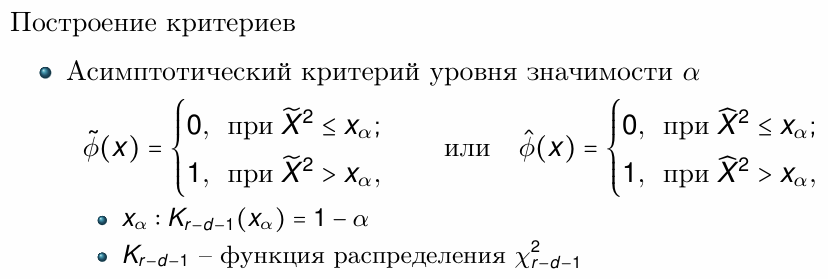 Построение критериев
Асимптотический критерий уровня значимости α
ϕ̃(x) = { 0, при X̃² ≤ x_α; 1, при X̃² > x_α, или ϕ̂(x) = { 0, при X̂² ≤ x_α; 1, при X̂² > x_α,
x_α : K_{r−d−1}(x_α) = 1 − α
K_{r−d−1} – функция распределения χ²_{r−d−1}